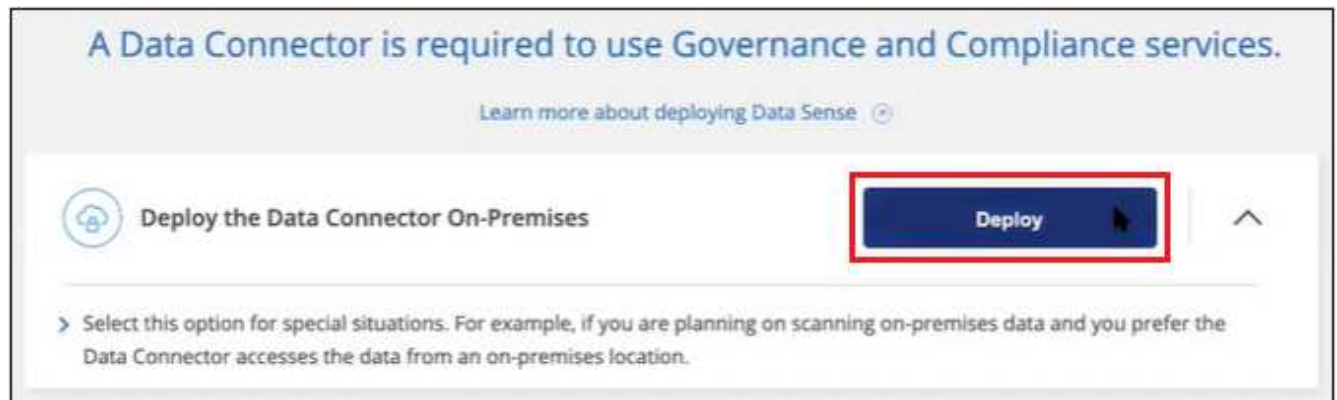 A Data Connector is required to use Governance and Compliance services.
Learn more about deploying Data Sense
Deploy the Data Connector On-Premises
Deploy
Select this option for special situations. For example, if you are planning on scanning on-premises data and you prefer the
Data Connector accesses the data from an on-premises location.